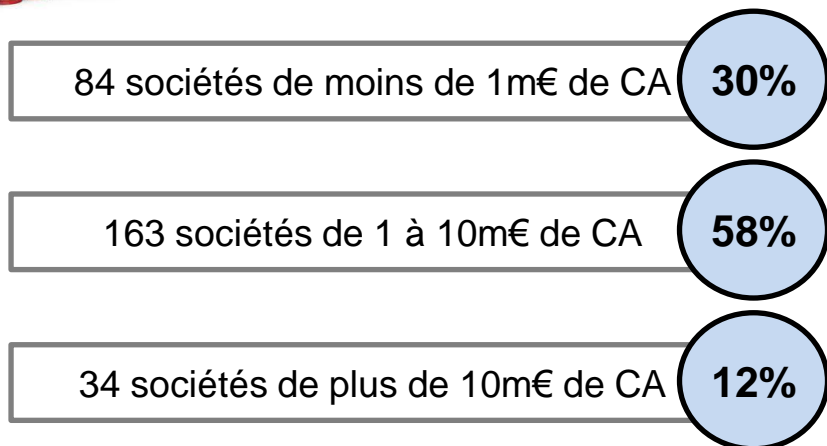 84 sociétés de moins de 1m€ de CA 30%
163 sociétés de 1 à 10m€ de CA 58%
34 sociétés de plus de 10m€ de CA 12%